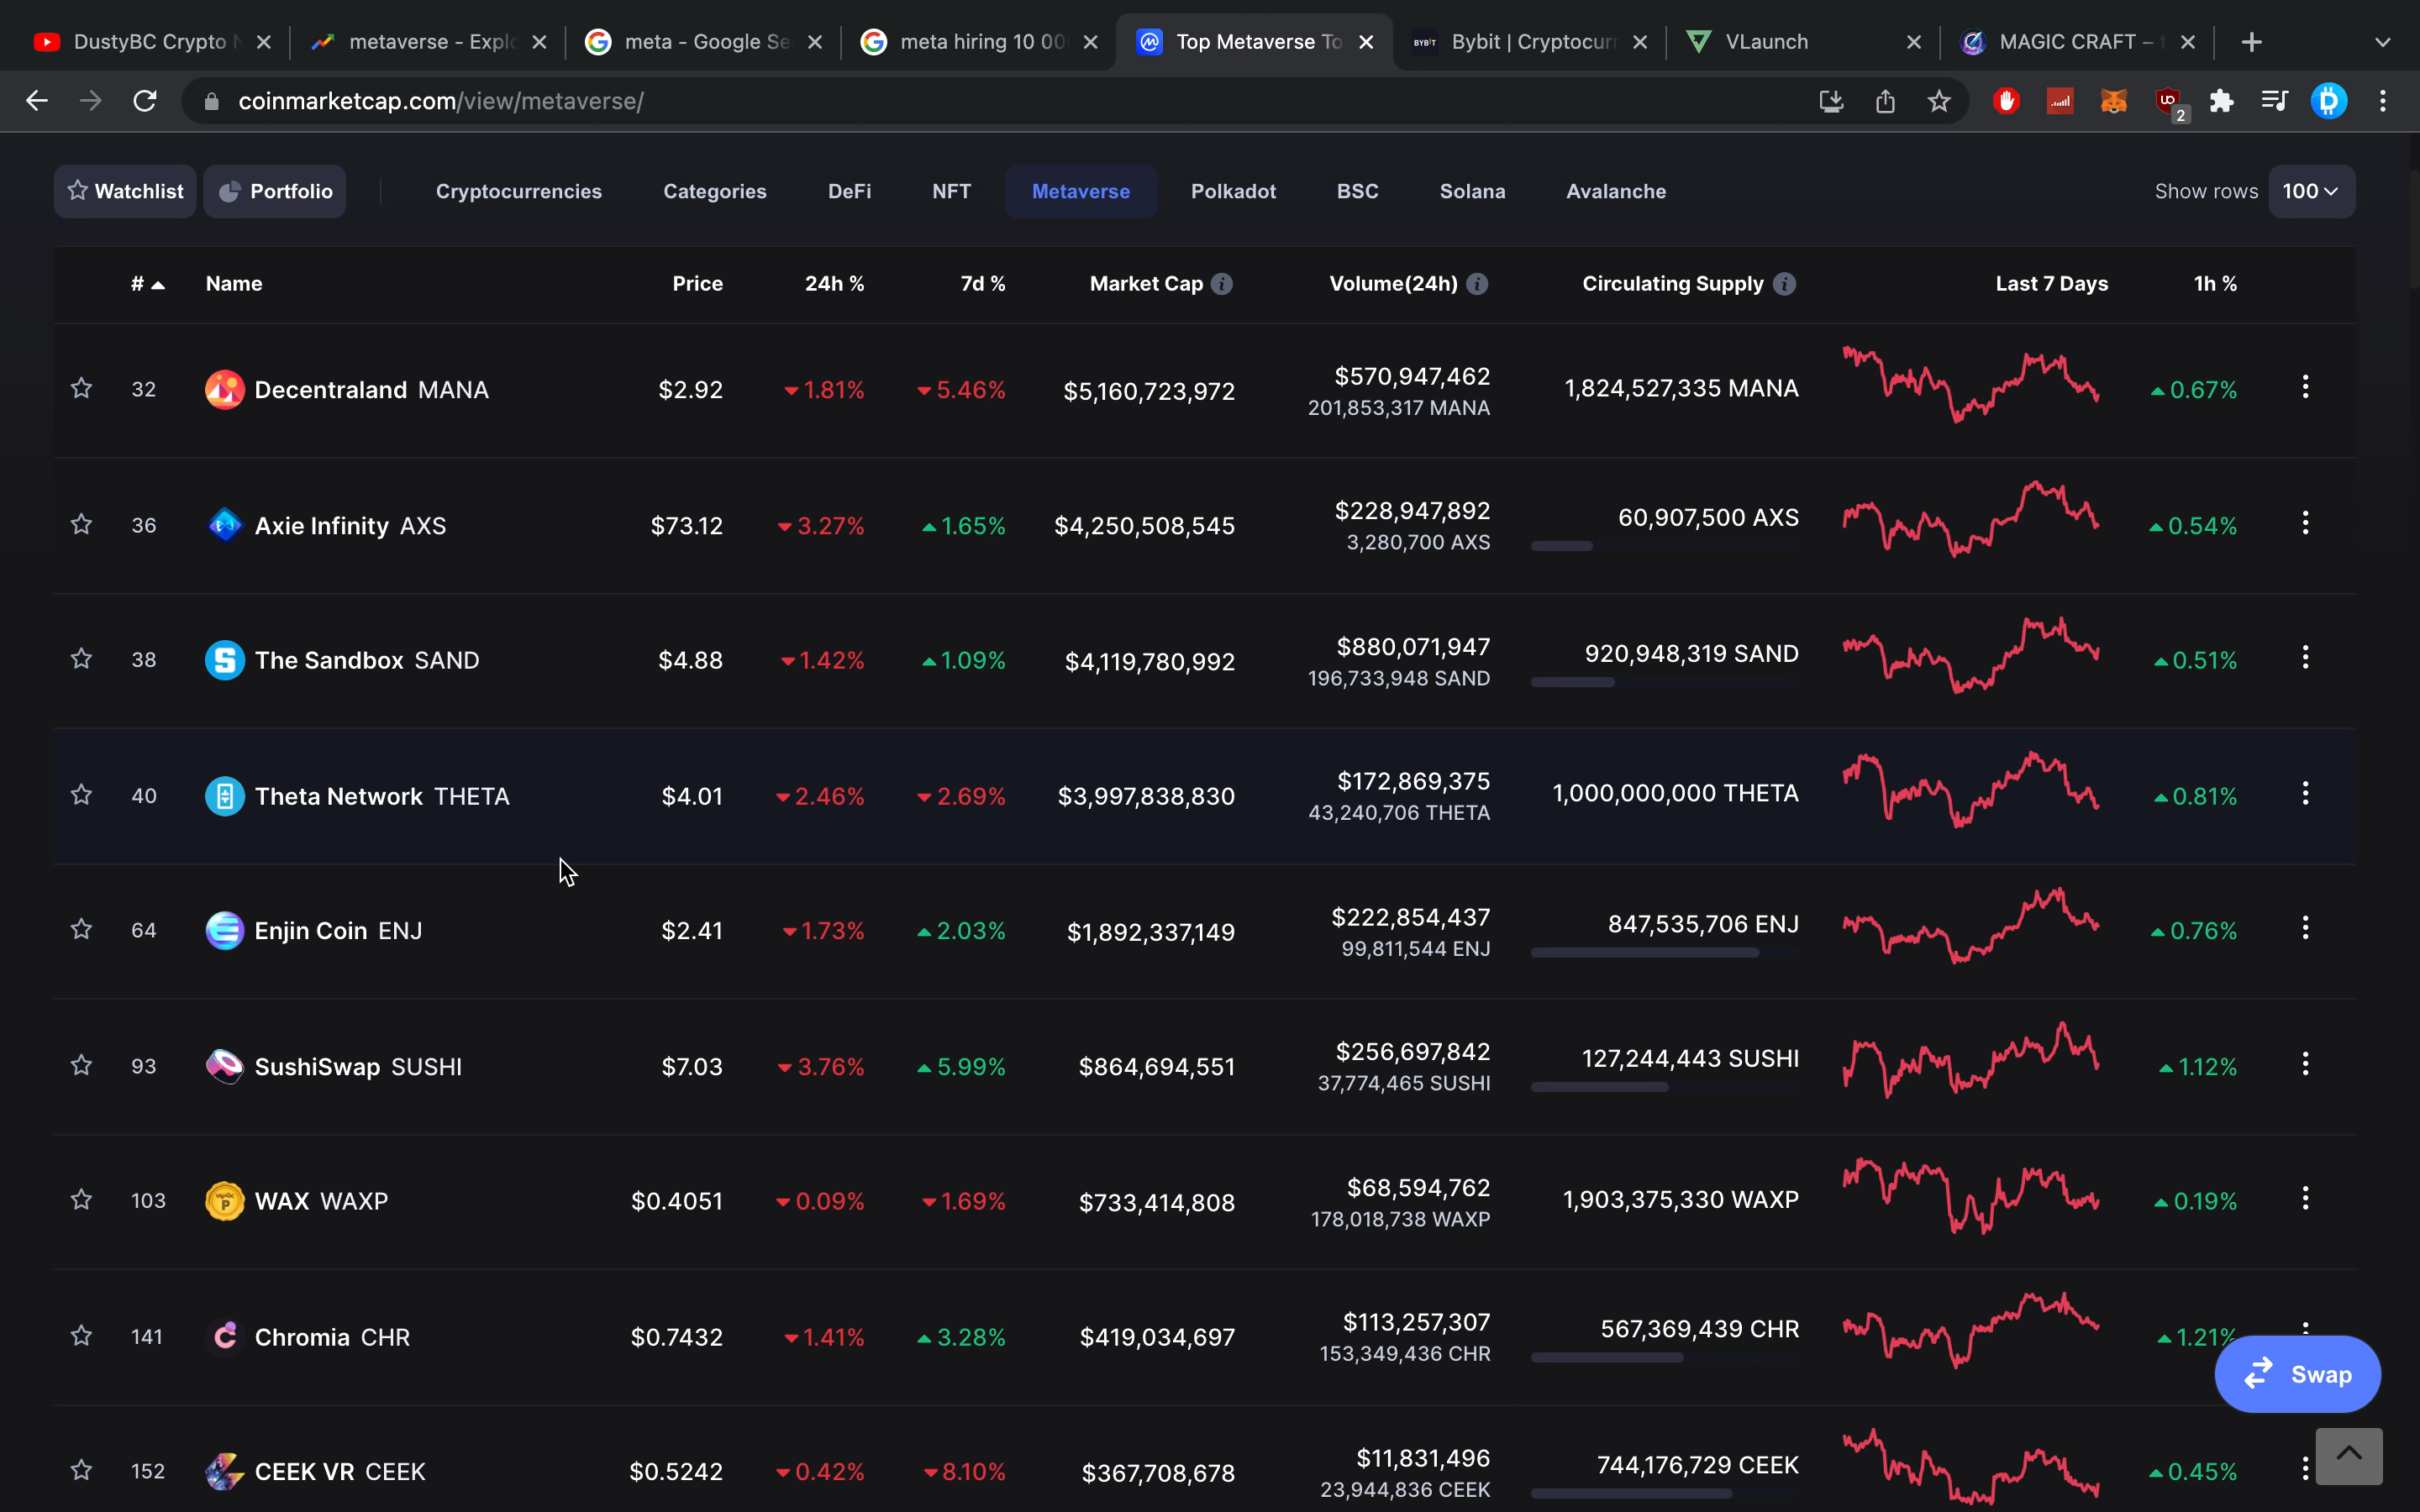 DustyBC Crypto N
metaverse - Explo
meta - Google Se
meta hiring 10 00
Top Metaverse To
BYBIT
Bybit | Cryptocurr
VLaunch
MAGIC CRAFT – t
coinmarketcap.com/view/metaverse/
2
Watchlist
Portfolio
Cryptocurrencies
Categories
DeFi
NFT
Metaverse
Polkadot
BSC
Solana
Avalanche
Show rows
100
# Name Price 24h % 7d % Market Cap Volume(24h) Circulating Supply Last 7 Days 1h %
32 Decentraland MANA $2.92 1.81% 5.46% $5,160,723,972 $570,947,462 1,824,527,335 MANA 0.67%
201,853,317 MANA
36 Axie Infinity AXS $73.12 3.27% 1.65% $4,250,508,545 $228,947,892 60,907,500 AXS 0.54%
3,280,700 AXS
38 The Sandbox SAND $4.88 1.42% 1.09% $4,119,780,992 $880,071,947 920,948,319 SAND 0.51%
196,733,948 SAND
40 Theta Network THETA $4.01 2.46% 2.69% $3,997,838,830 $172,869,375 1,000,000,000 THETA 0.81%
43,240,706 THETA
64 Enjin Coin ENJ $2.41 1.73% 2.03% $1,892,337,149 $222,854,437 847,535,706 ENJ 0.76%
99,811,544 ENJ
93 SushiSwap SUSHI $7.03 3.76% 5.99% $864,694,551 $256,697,842 127,244,443 SUSHI 1.12%
37,774,465 SUSHI
103 WAX WAXP $0.4051 0.09% 1.69% $733,414,808 $68,594,762 1,903,375,330 WAXP 0.19%
178,018,738 WAXP
141 Chromia CHR $0.7432 1.41% 3.28% $419,034,697 $113,257,307 567,369,439 CHR 1.21%
153,349,436 CHR
Swap
152 CEEK VR CEEK $0.5242 0.42% 8.10% $367,708,678 $11,831,496 744,176,729 CEEK 0.45%
23,944,836 CEEK